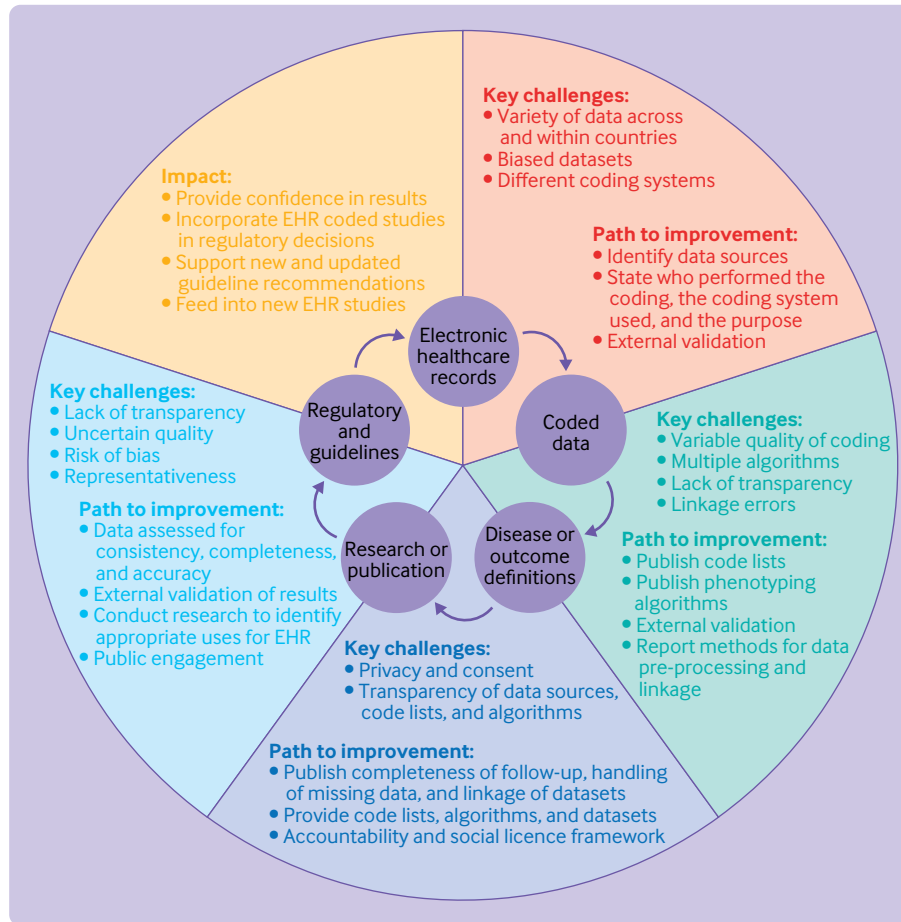 Key challenges:
• Variety of data across
and within countries
• Biased datasets
• Different coding systems
Path to improvement:
• Identify data sources
• State who performed the
coding, the coding system
used, and the purpose
• External validation
Impact:
• Provide confidence in results
• Incorporate EHR coded studies
in regulatory decisions
• Support new and updated
guideline recommendations
• Feed into new EHR studies
Electronic
healthcare
records
Coded
data
Disease or
outcome
definitions
Research or
publication
Regulatory
and
guidelines
Key challenges:
• Variable quality of coding
• Multiple algorithms
• Lack of transparency
• Linkage errors
Path to improvement:
• Publish code lists
• Publish phenotyping
algorithms
• External validation
• Report methods for data
pre-processing and
linkage
Key challenges:
• Privacy and consent
• Transparency of data sources,
code lists, and algorithms
Path to improvement:
• Publish completeness of follow-up, handling
of missing data, and linkage of datasets
• Provide code lists, algorithms, and datasets
• Accountability and social licence framework
Key challenges:
• Lack of transparency
• Uncertain quality
• Risk of bias
• Representativeness
Path to improvement:
• Data assessed for
consistency, completeness,
and accuracy
• External validation of results
• Conduct research to identify
appropriate uses for EHR
• Public engagement